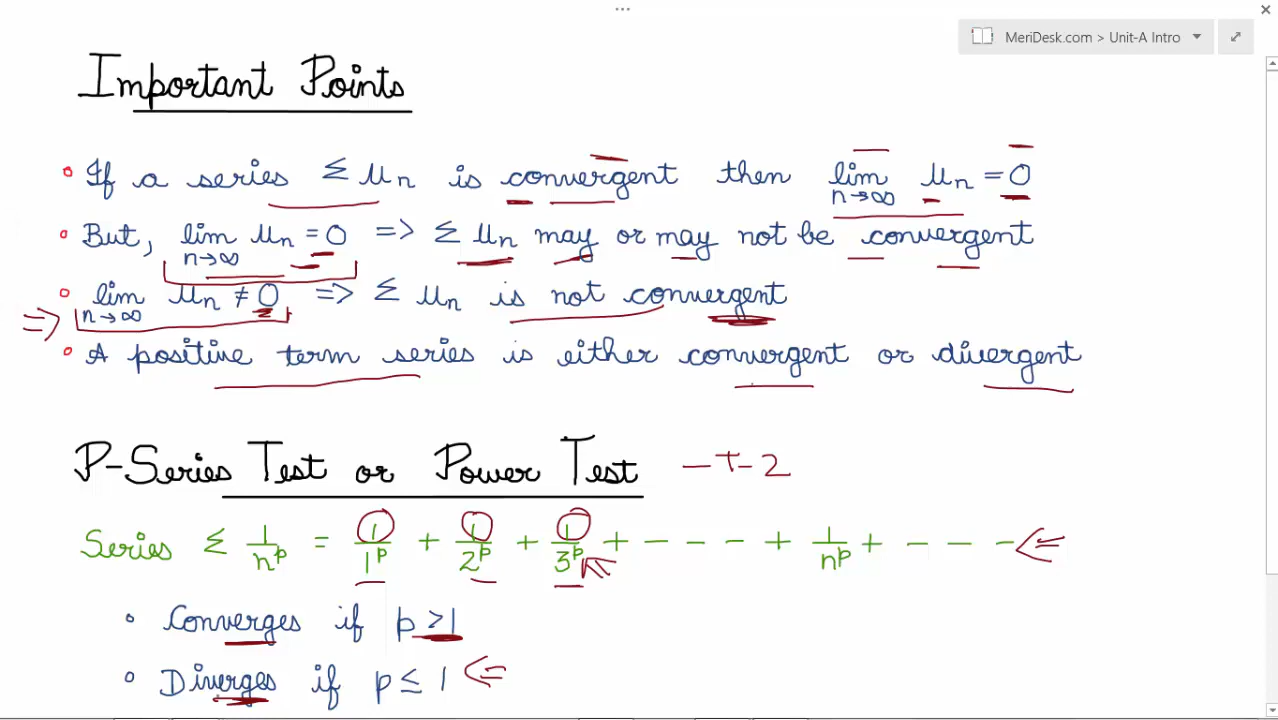 ...
MeriDesk.com > Unit-A Intro
Important Points
• If a series Σ un is convergent then lim n→∞ un = 0
• But, lim n→∞ un = 0 => Σ un may or may not be convergent
• lim n→∞ un ≠ 0 => Σ un is not convergent
• A positive term series is either convergent or divergent
P-Series Test or Power Test - T-2
Series Σ 1/n^p = 1/1^p + 1/2^p + 1/3^p + - - - - + 1/n^p + - - -
• Converges if p > 1
• Diverges if p ≤ 1